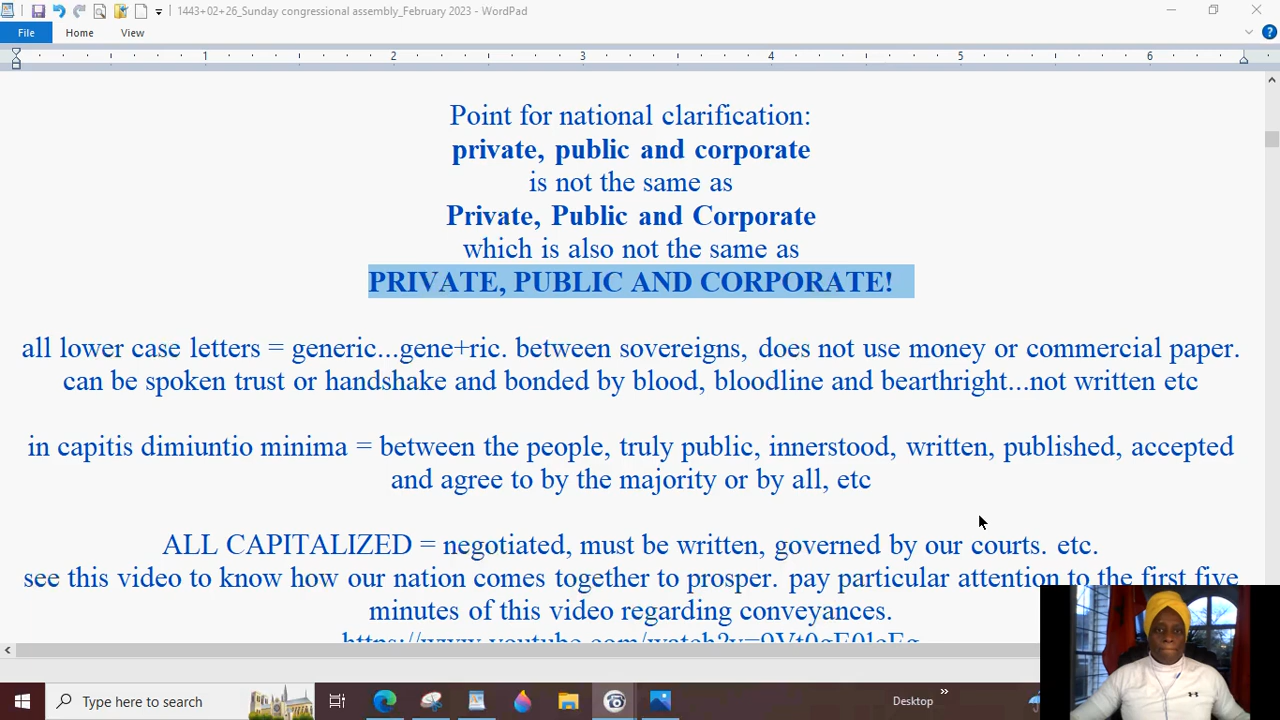 1443+02+26_Sunday congressional assembly_February 2023 - WordPad
File Home View
1 2 3 4 5 6
Point for national clarification:
private, public and corporate
is not the same as
Private, Public and Corporate
which is also not the same as
PRIVATE, PUBLIC AND CORPORATE!
all lower case letters = generic...gene+ric. between sovereigns, does not use money or commercial paper.
can be spoken trust or handshake and bonded by blood, bloodline and bearthright...not written etc
in capitis dimiuntio minima = between the people, truly public, innerstood, written, published, accepted
and agree to by the majority or by all, etc
ALL CAPITALIZED = negotiated, must be written, governed by our courts. etc.
see this video to know how our nation comes together to prosper. pay particular attention to the first five
minutes of this video regarding conveyances.
Type here to search
Desktop